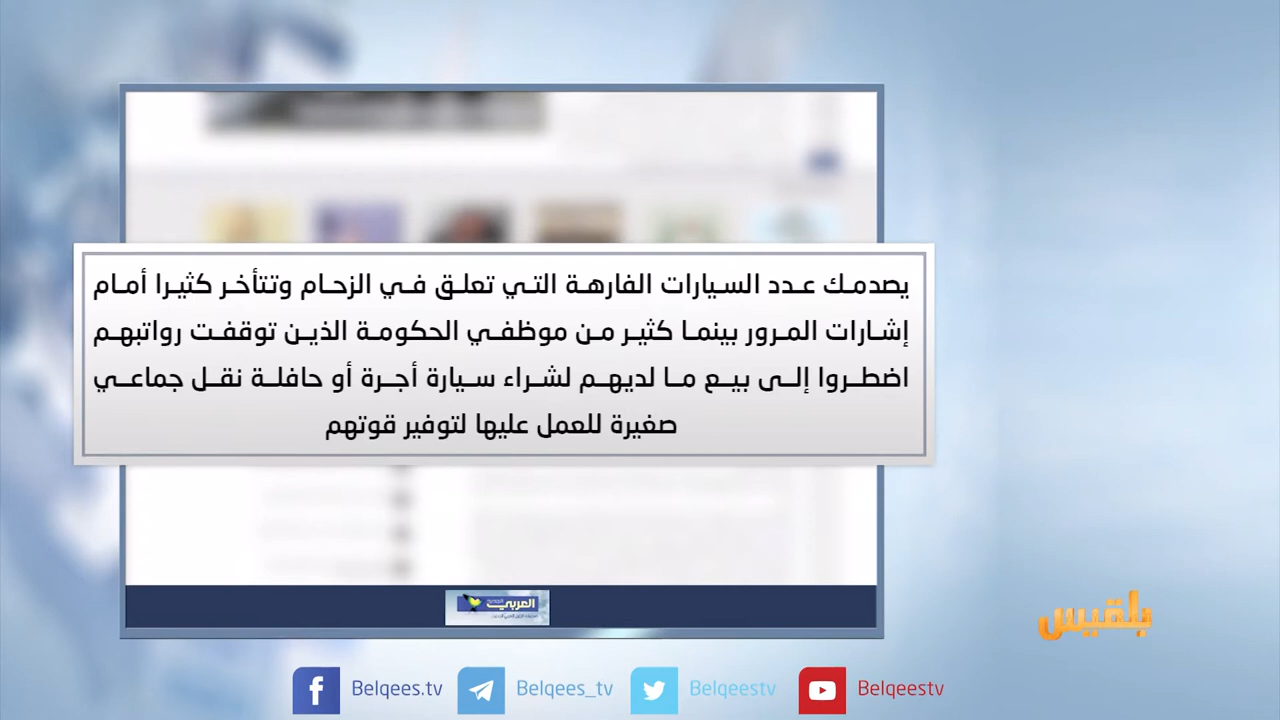 يصدمك عدد السيارات الفارهة التي تعلق في الزحام وتتأخر كثيرا أمام
إشارات المرور بينما كثير من موظفي الحكومة الذين توقفت رواتبهم
اضطروا إلى بيع ما لديهم لشراء سيارة أجرة أو حافلة نقل جماعي
صغيرة للعمل عليها لتوفير قوتهم
العربي
بلقيس
Belqees.tv
Belqees_tv
Belqeestv
Belqeestv